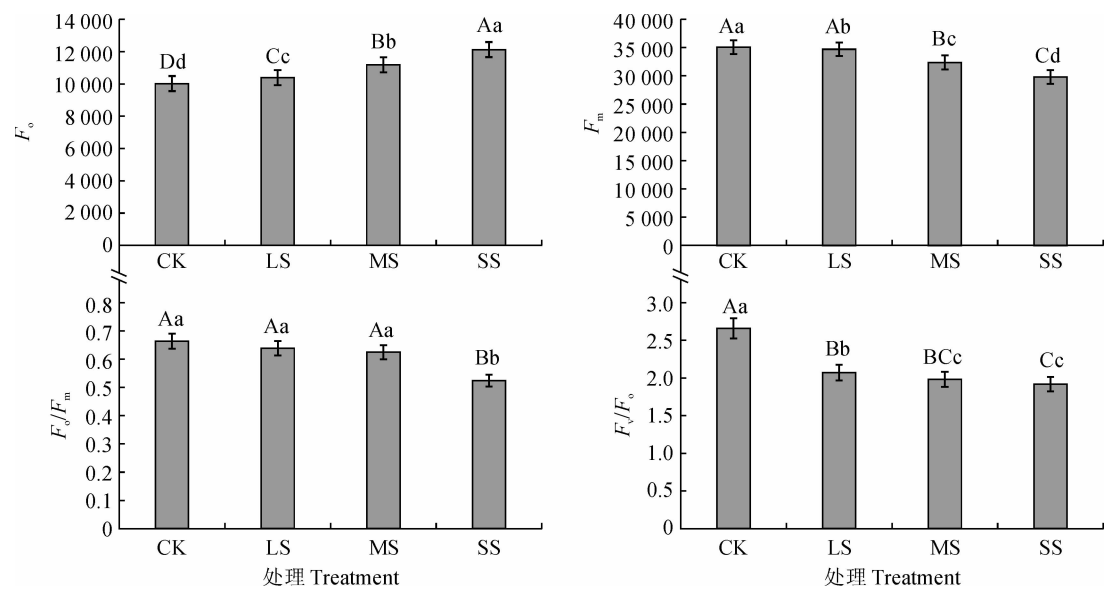 14 000
12 000
10 000
8 000
6 000
4 000
2 000
0
Fo
Dd
Cc
Bb
Aa
CK LS MS SS
40 000
35 000
30 000
25 000
20 000
15 000
10 000
5 000
0
Fm
Aa
Ab
Bc
Cd
CK LS MS SS
0.8
0.7
0.6
0.5
0.4
0.3
0.2
0.1
0
Fo/Fm
Aa
Aa
Aa
Bb
CK LS MS SS
处理 Treatment
3.0
2.5
2.0
1.5
1.0
0.5
0
Fv/Fo
Aa
Bb
BCc
Cc
CK LS MS SS
处理 Treatment